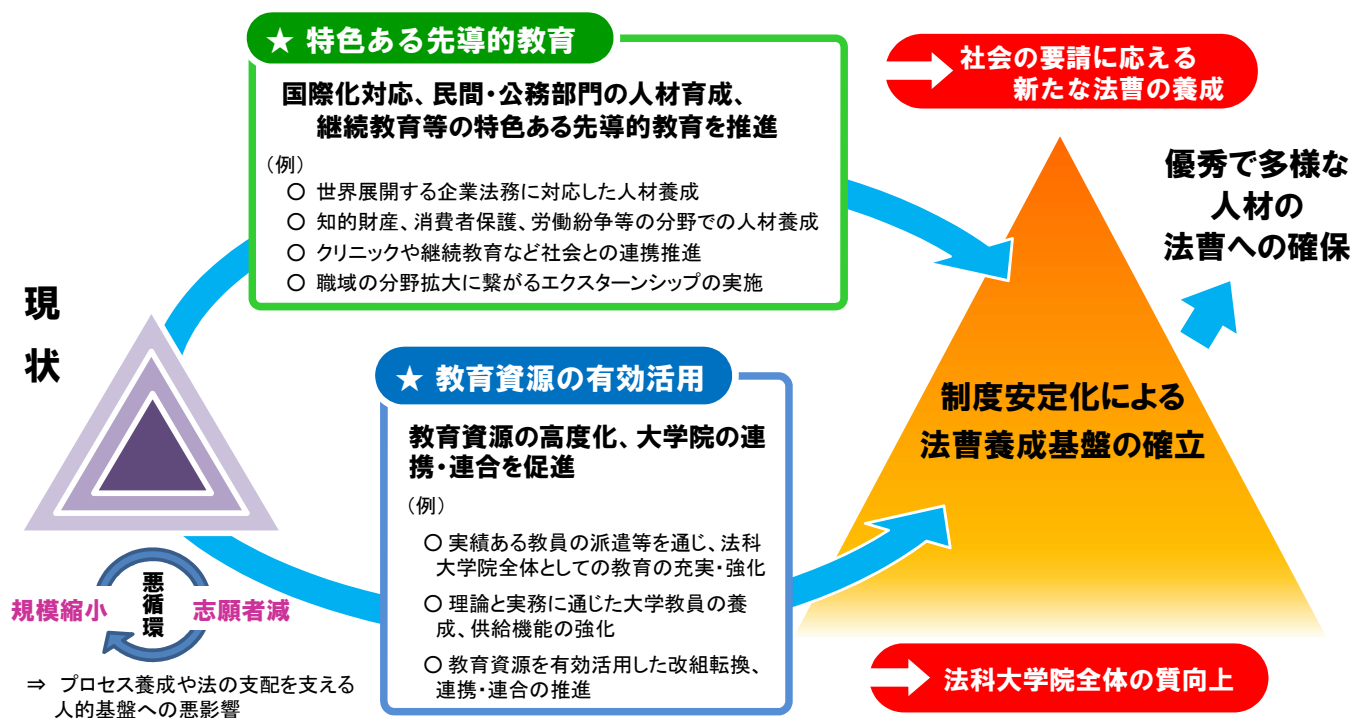 ★ 特色ある先導的教育
国際化対応、民間・公務部門の人材育成、
継続教育等の特色ある先導的教育を推進
（例）
○ 世界展開する企業法務に対応した人材養成
○ 知的財産、消費者保護、労働紛争等の分野での人材養成
○ クリニックや継続教育など社会との連携推進
○ 職域の分野拡大に繋がるエクスターンシップの実施
社会の要請に応える
新たな法曹の養成
優秀で多様な
人材の
法曹への確保
現
状
★ 教育資源の有効活用
教育資源の高度化、大学院の連
携・連合を促進
（例）
○ 実績ある教員の派遣等を通じ、法科
大学院全体としての教育の充実・強化
○ 理論と実務に通じた大学教員の養
成、供給機能の強化
○ 教育資源を有効活用した改組転換、
連携・連合の推進
制度安定化による
法曹養成基盤の確立
規模縮小
悪循環
志願者減
⇒ プロセス養成や法の支配を支える
人的基盤への悪影響
法科大学院全体の質向上